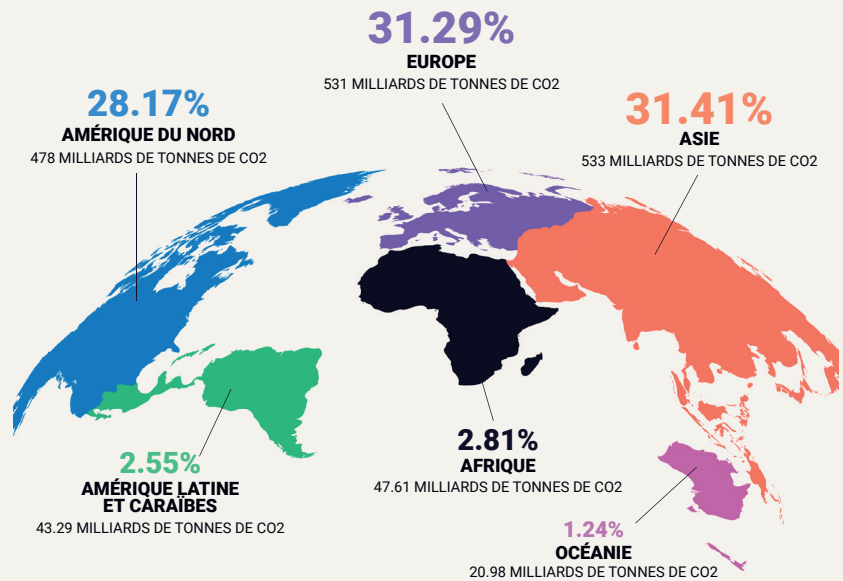 31.29%
EUROPE
531 MILLIARDS DE TONNES DE CO2
28.17%
AMÉRIQUE DU NORD
478 MILLIARDS DE TONNES DE CO2
31.41%
ASIE
533 MILLIARDS DE TONNES DE CO2
2.55%
AMÉRIQUE LATINE
ET CARAÏBES
43.29 MILLIARDS DE TONNES DE CO2
2.81%
AFRIQUE
47.61 MILLIARDS DE TONNES DE CO2
1.24%
OCÉANIE
20.98 MILLIARDS DE TONNES DE CO2